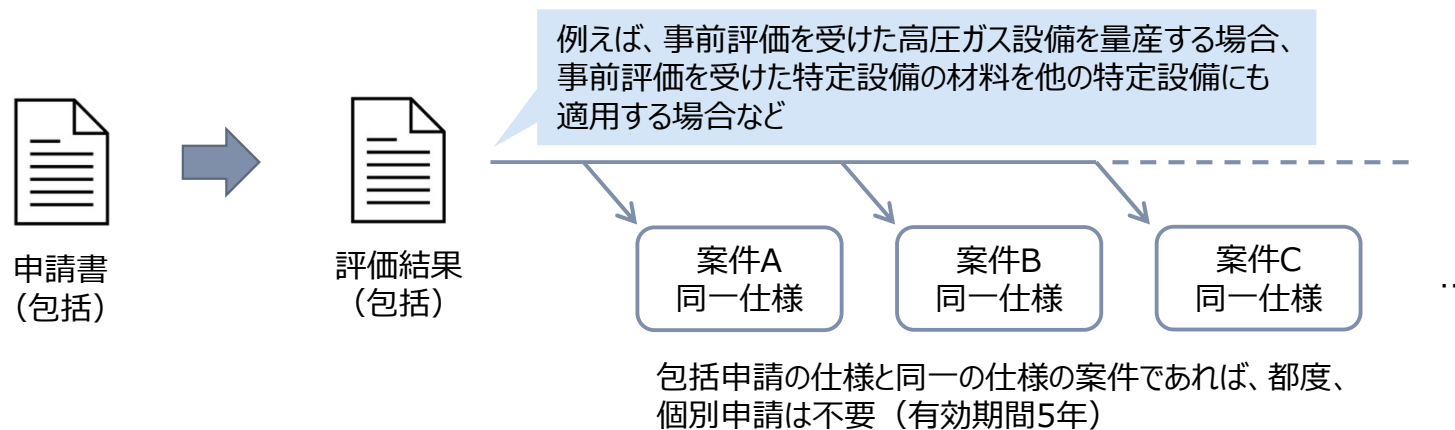 例えば、事前評価を受けた高圧ガス設備を量産する場合、
事前評価を受けた特定設備の材料を他の特定設備にも
適用する場合など
申請書
（包括）
評価結果
（包括）
案件A
同一仕様
案件B
同一仕様
案件C
同一仕様
…
包括申請の仕様と同一の仕様の案件であれば、都度、
個別申請は不要（有効期間5年）